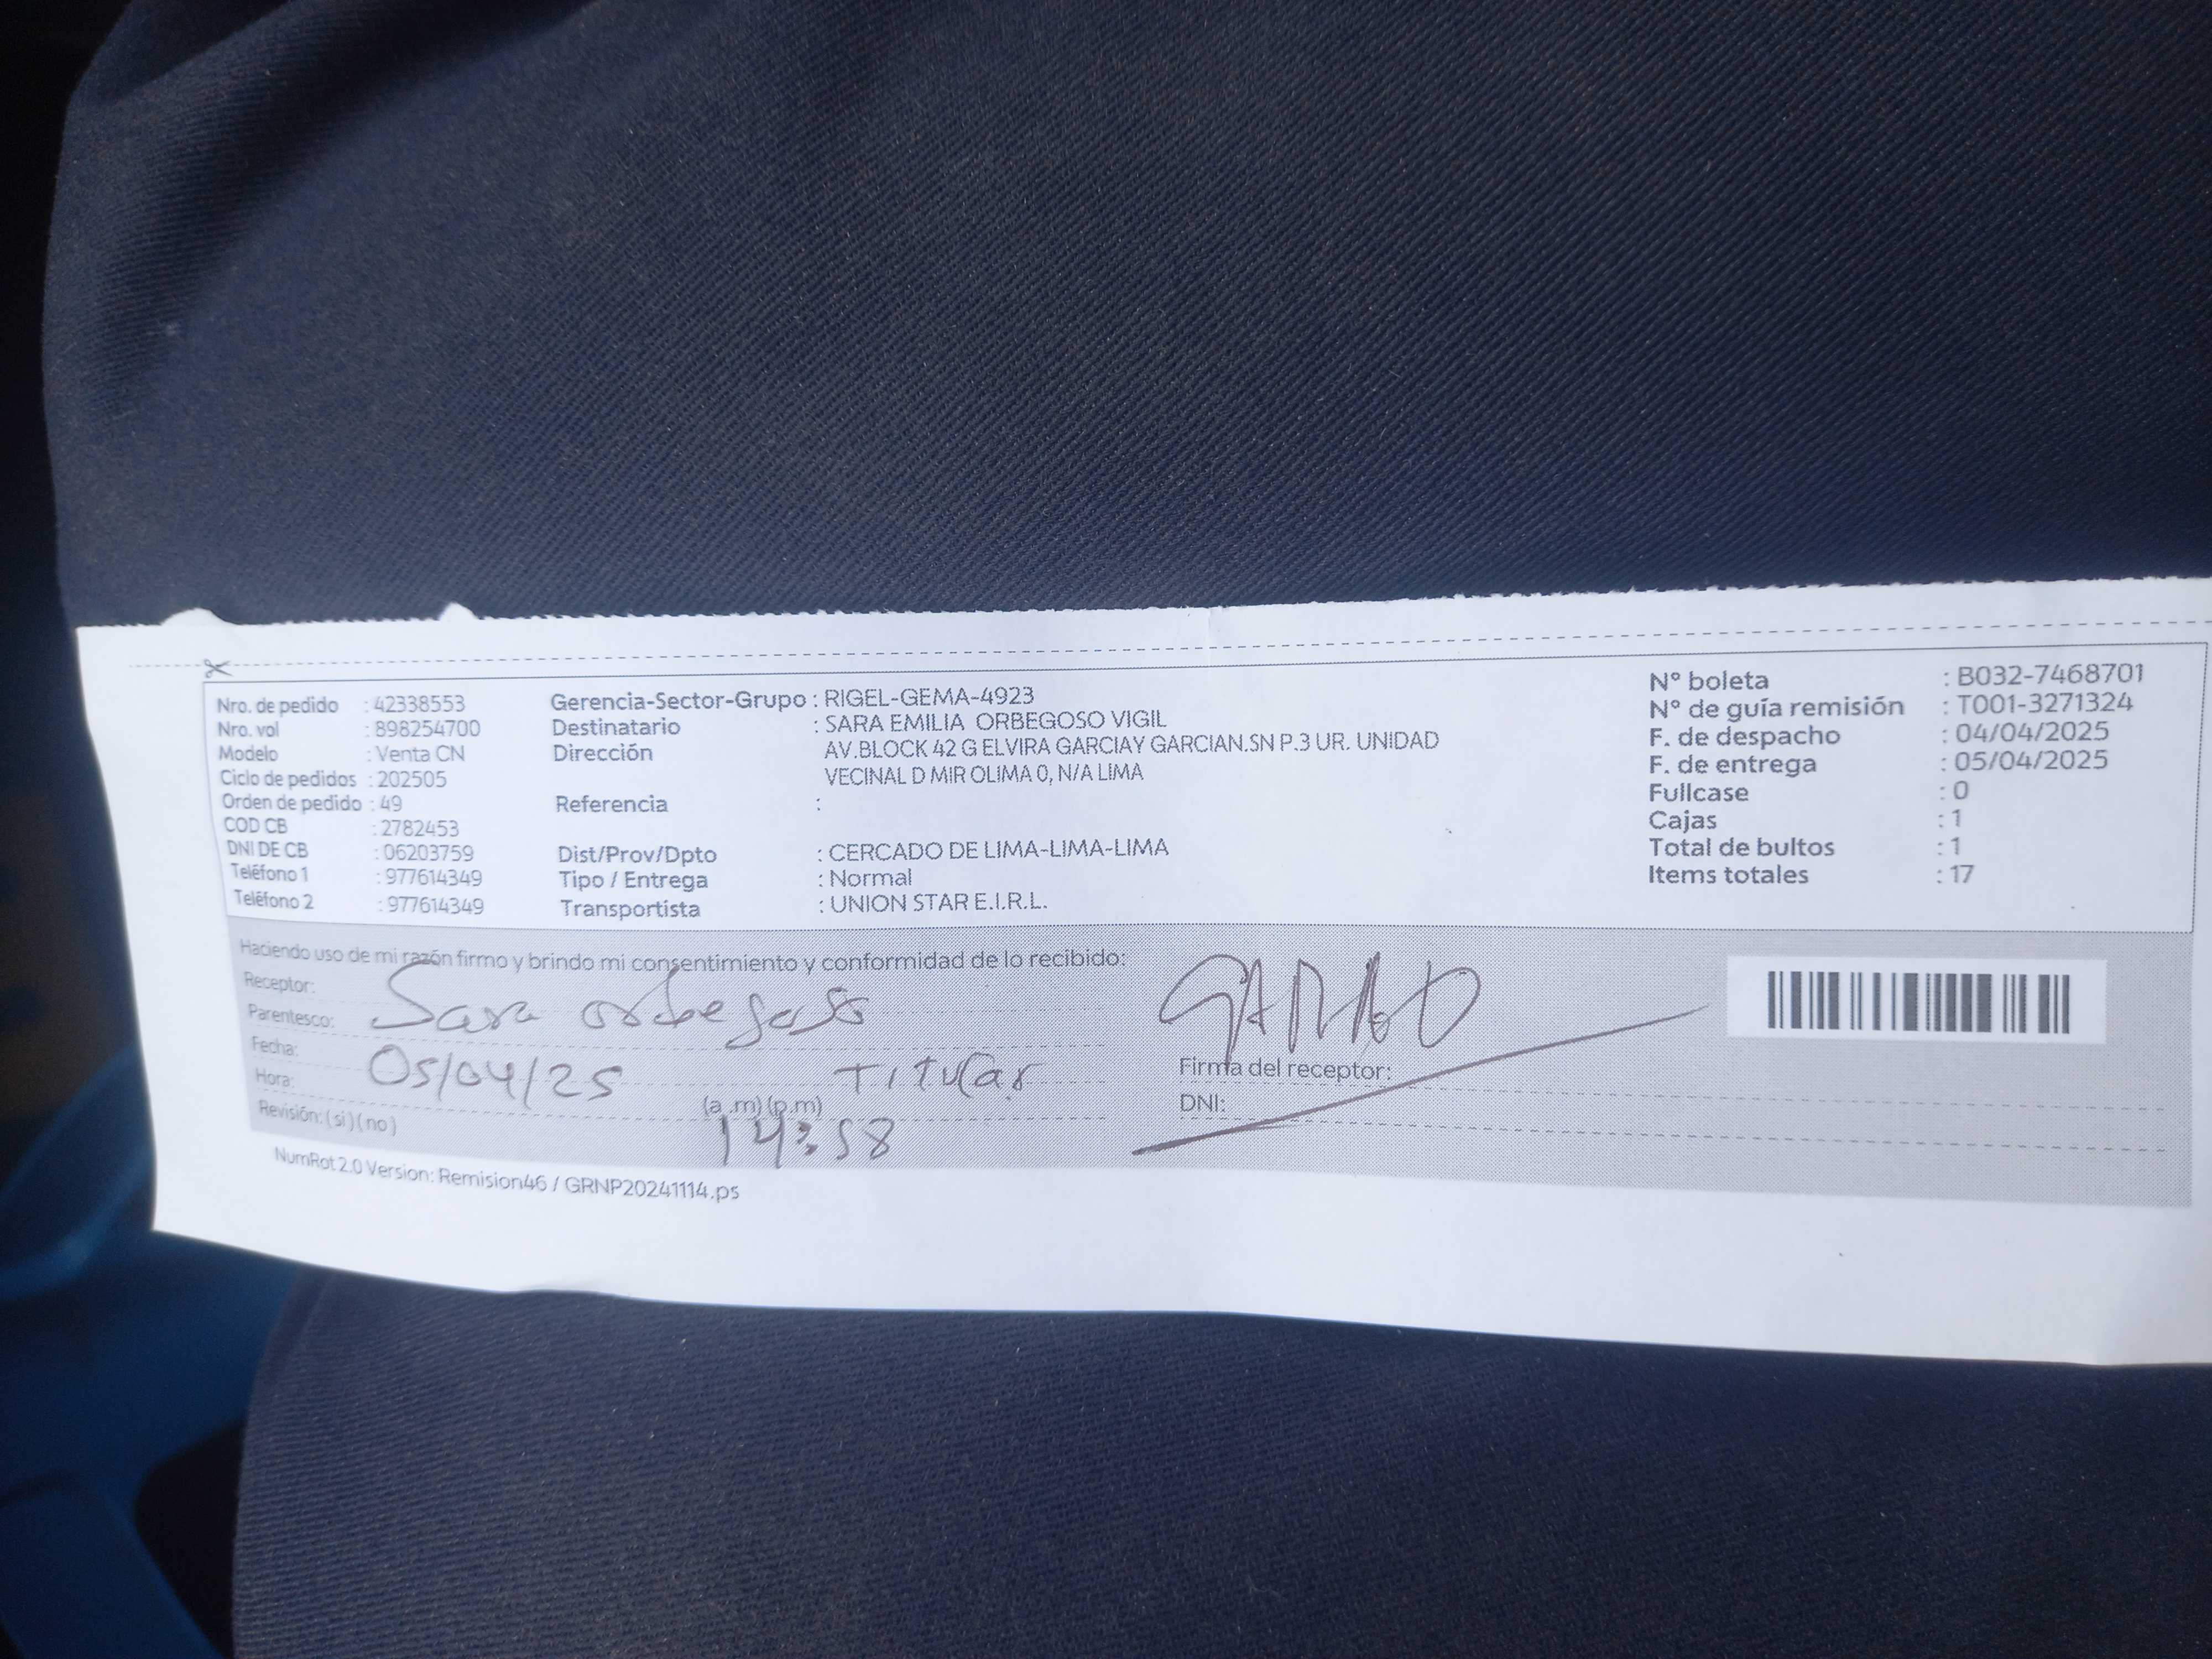 Nro. de pedido : 42338553
Nro. vol : 898254700
Modelo : Venta CN
Ciclo de pedidos : 202505
Orden de pedido : 49
COD CB : 2782453
DNI DE CB : 06203759
Teléfono 1 : 977614349
Teléfono 2 : 977614349
Gerencia-Sector-Grupo : RIGEL-GEMA-4923
Destinatario : SARA EMILIA ORBEGOSO VIGIL
Dirección AV.BLOCK 42 G ELVIRA GARCIAY GARCIAN.SN P.3 UR. UNIDAD
VECINAL D MIR OLIMA 0, N/A LIMA
Referencia :
Dist/Prov/Dpto : CERCADO DE LIMA-LIMA-LIMA
Tipo / Entrega : Normal
Transportista : UNION STAR E.I.R.L.
N° boleta : B032-7468701
N° de guía remisión : T001-3271324
F. de despacho : 04/04/2025
F. de entrega : 05/04/2025
Fullcase : 0
Cajas : 1
Total de bultos : 1
Items totales : 17
Haciendo uso de mi razón firmo y brindo mi consentimiento y conformidad de lo recibido:
Receptor:
Parentesco: Sara orbegoso
Fecha: 05/04/25 Titular
Hora: (a.m) (p.m)
14:58
Revisión: (si) (no)
Firma del receptor:
DNI:
NumRot 2.0 Version: Remision46 / GRNP20241114.ps